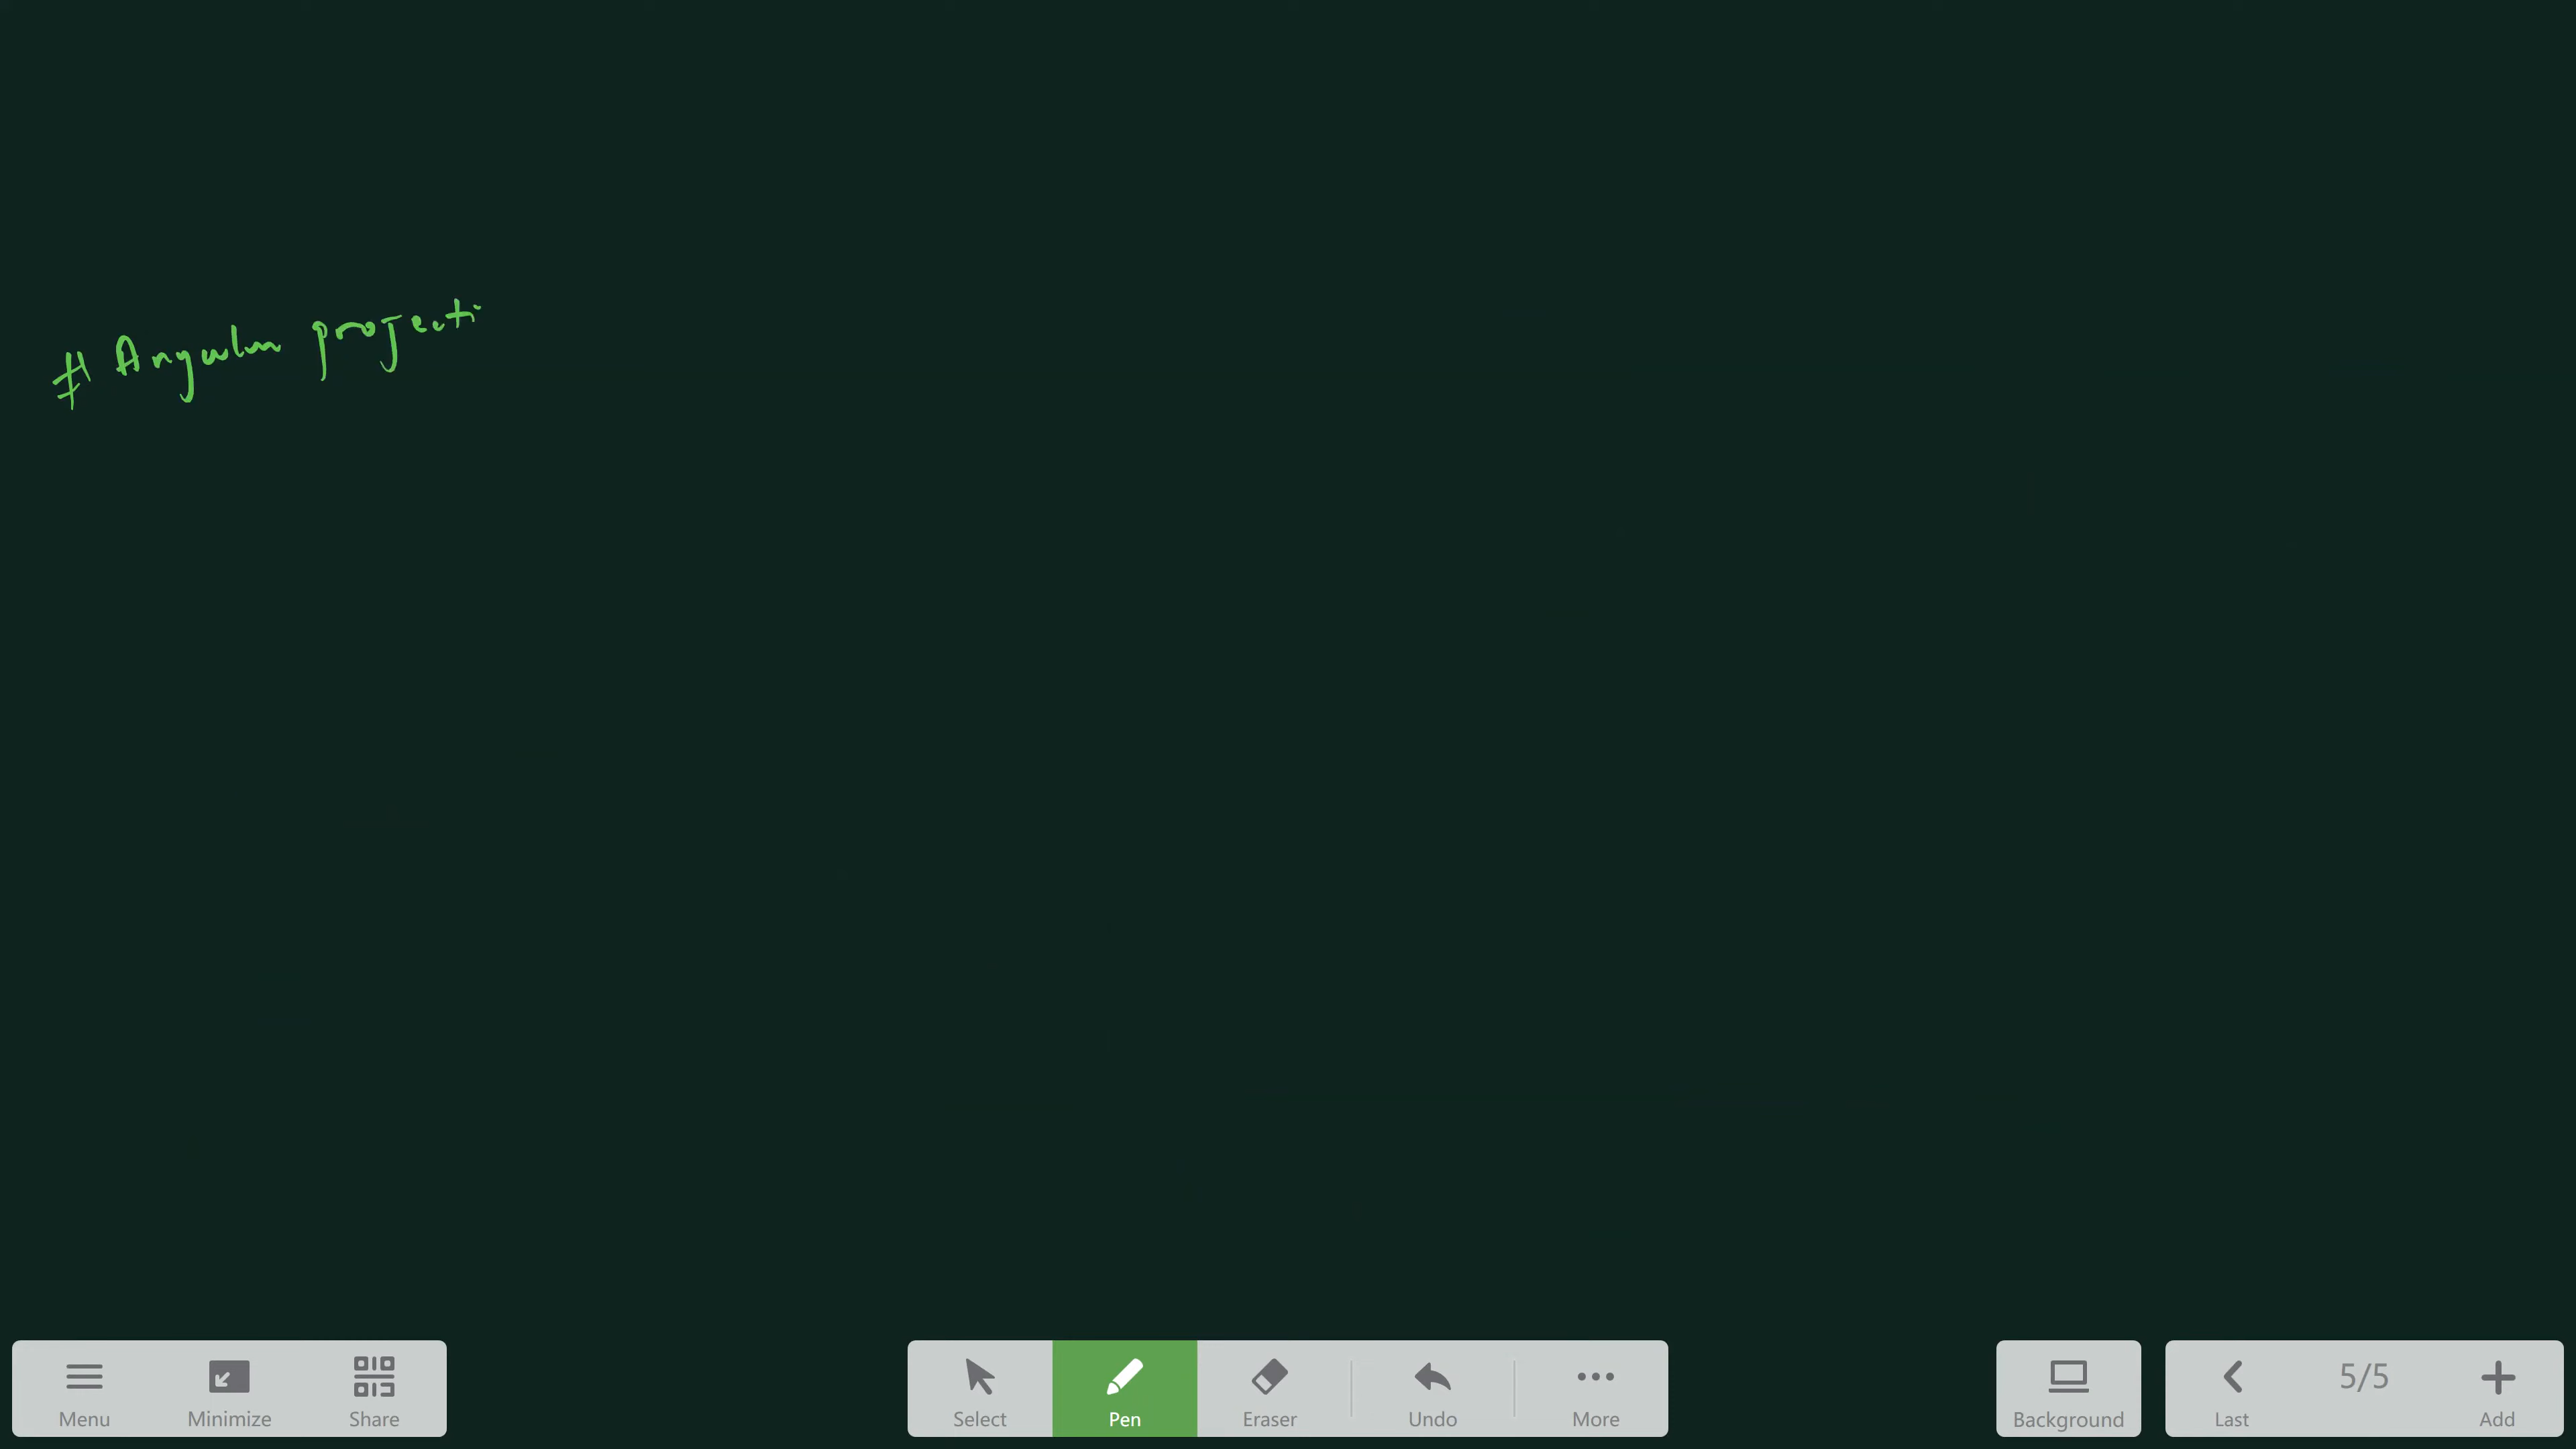 # Angular projecti
Menu
Minimize
Share
Select
Pen
Eraser
Undo
More
Background
Last
5/5
Add